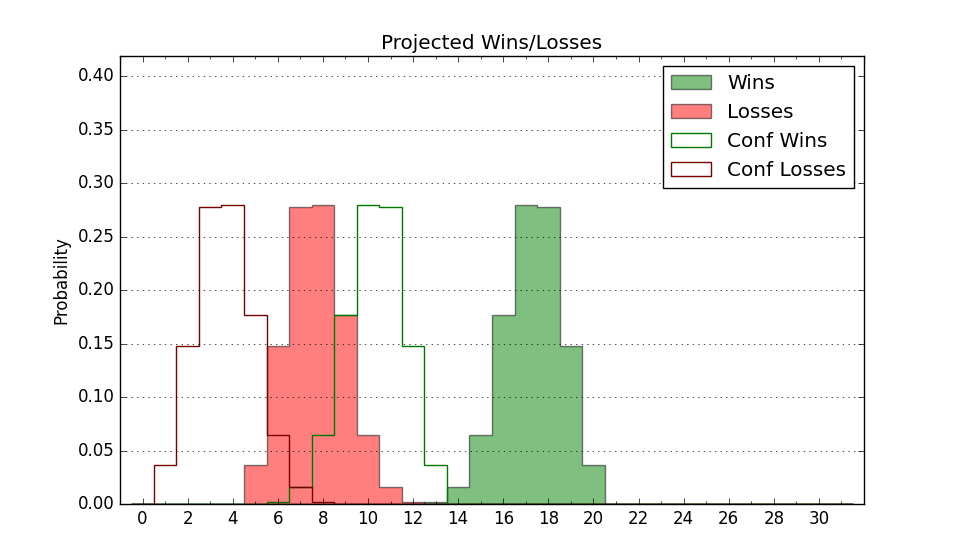 Projected Wins/Losses
0.40
0.35
0.30
0.25
0.20
0.15
0.10
0.05
0.00
Probability
Wins
Losses
Conf Wins
Conf Losses
0 2 4 6 8 10 12 14 16 18 20 22 24 26 28 30